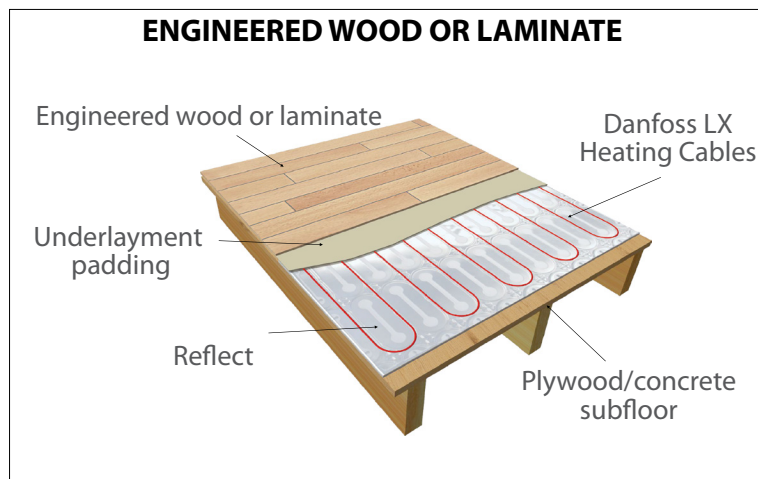 ENGINEERED WOOD OR LAMINATE
Engineered wood or laminate
Danfoss LX
Heating Cables
Underlayment
padding
Reflect
Plywood/concrete
subfloor